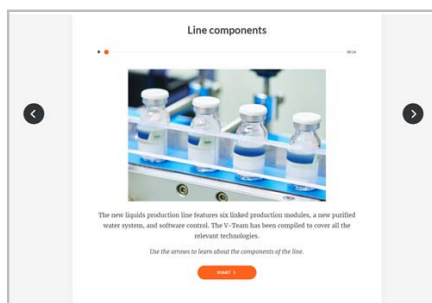 Line components
The new liquids production line features six linked production modules, a new purified
water system, and software control. The V-Team has been compiled to cover all the
relevant technologies.
Use the arrows to learn about the components of the line.
START